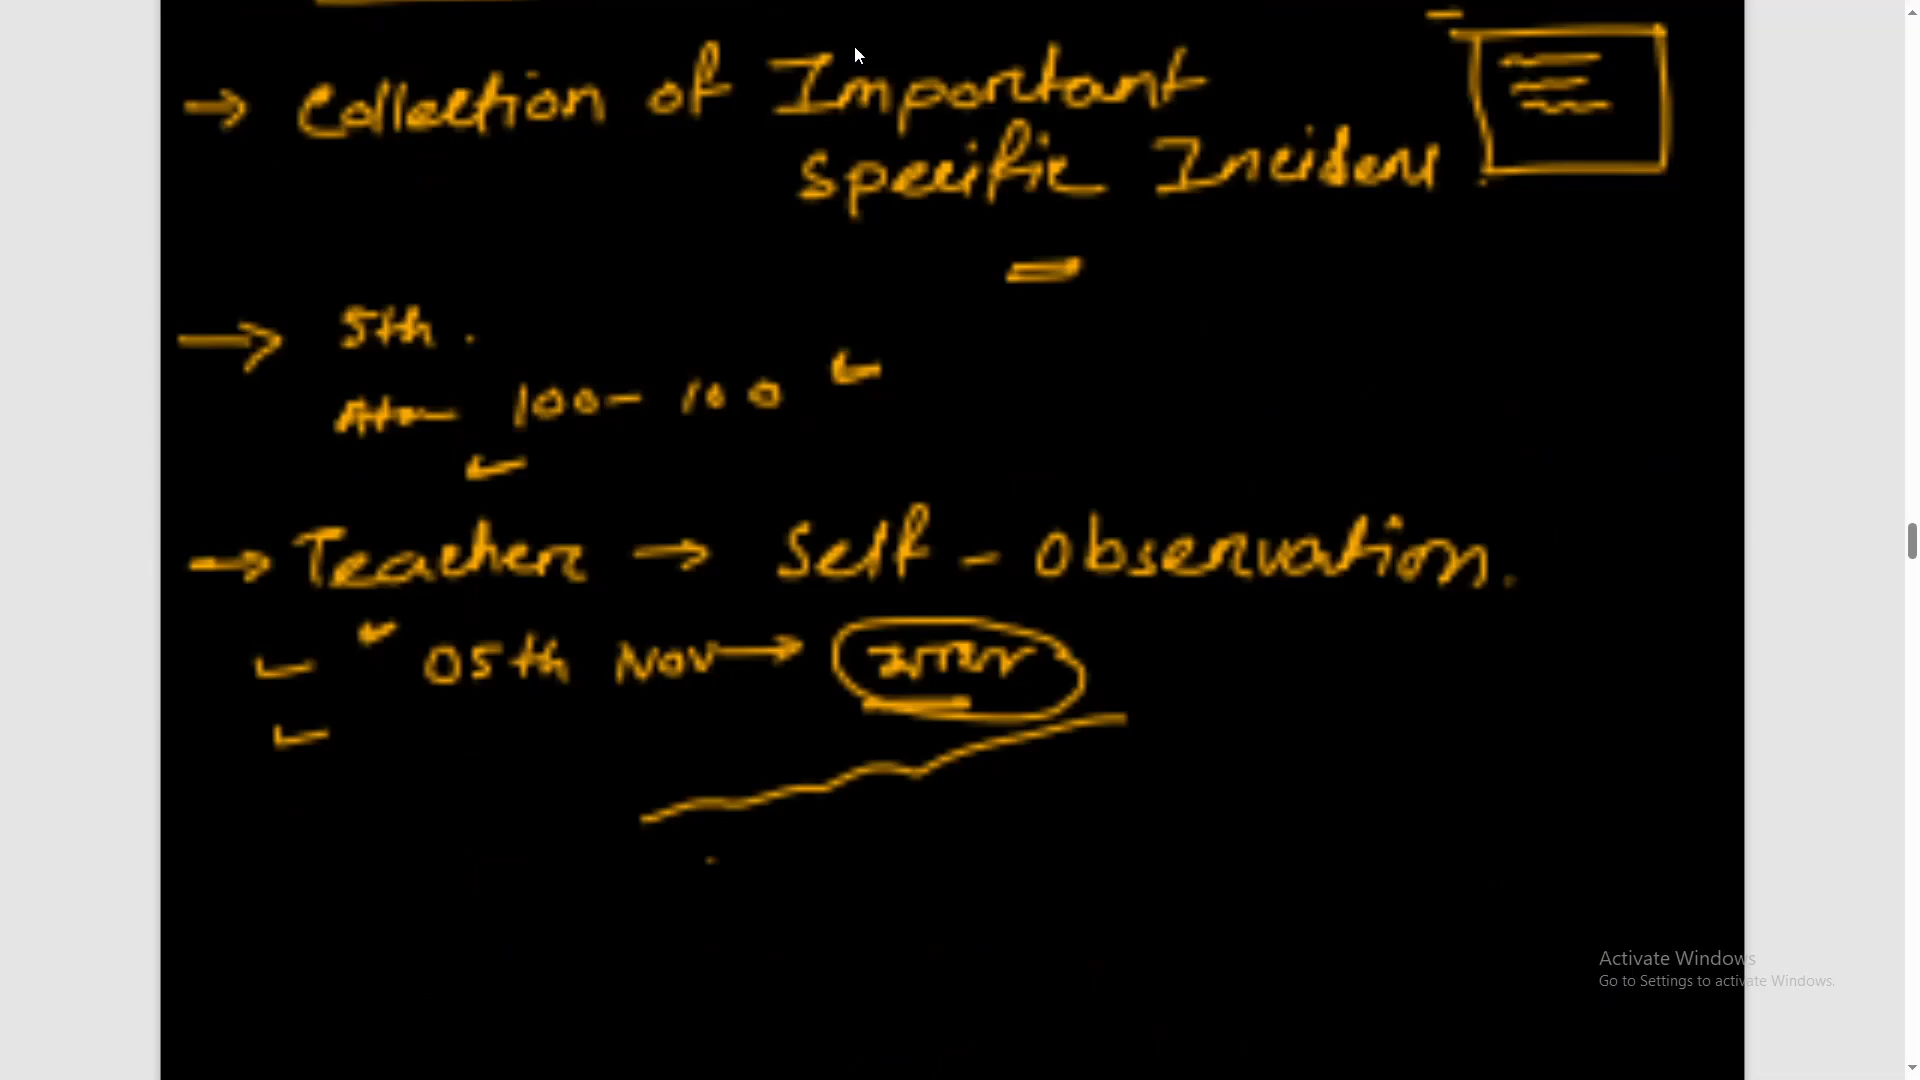 → Collection of Important
specific Incident
→ 5th.
100 - 100
→ Teacher → Self - Observation.
05th Nov →
Activate Windows
Go to Settings to activate Windows.